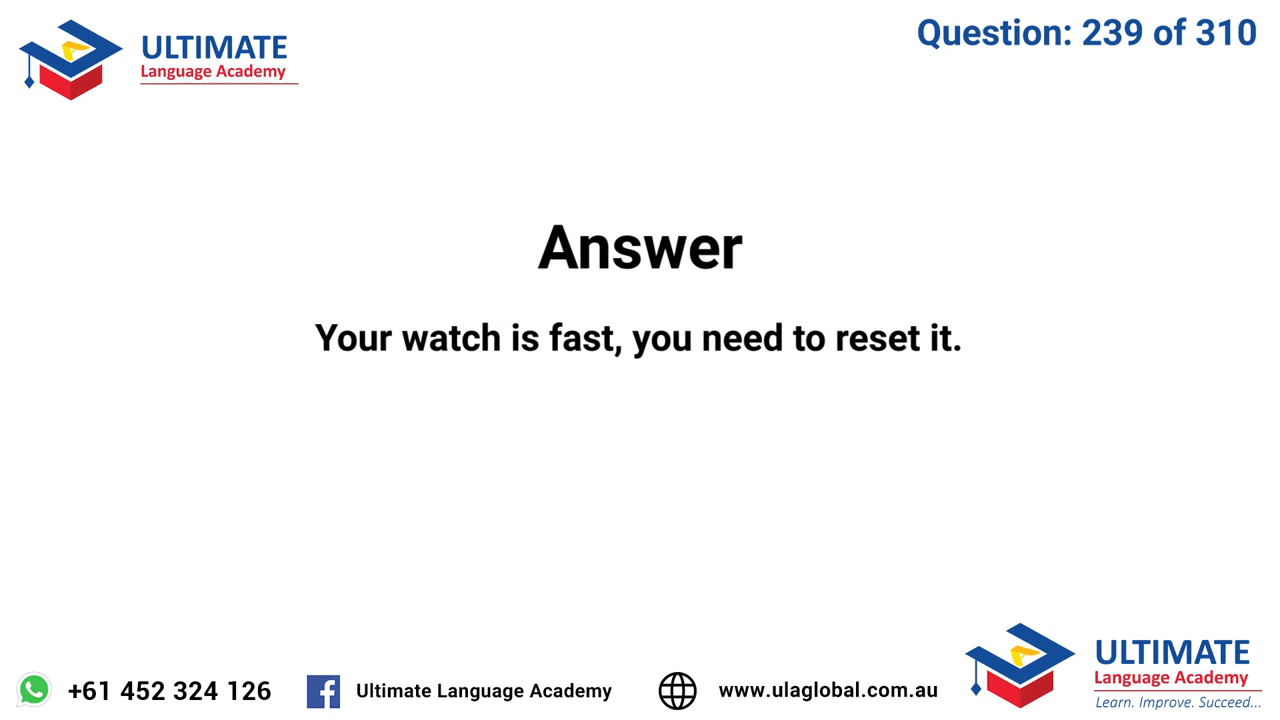 ULTIMATE
Language Academy
Question: 239 of 310
Answer
Your watch is fast, you need to reset it.
+61 452 324 126
Ultimate Language Academy
www.ulaglobal.com.au
ULTIMATE
Language Academy
Learn. Improve. Succeed...